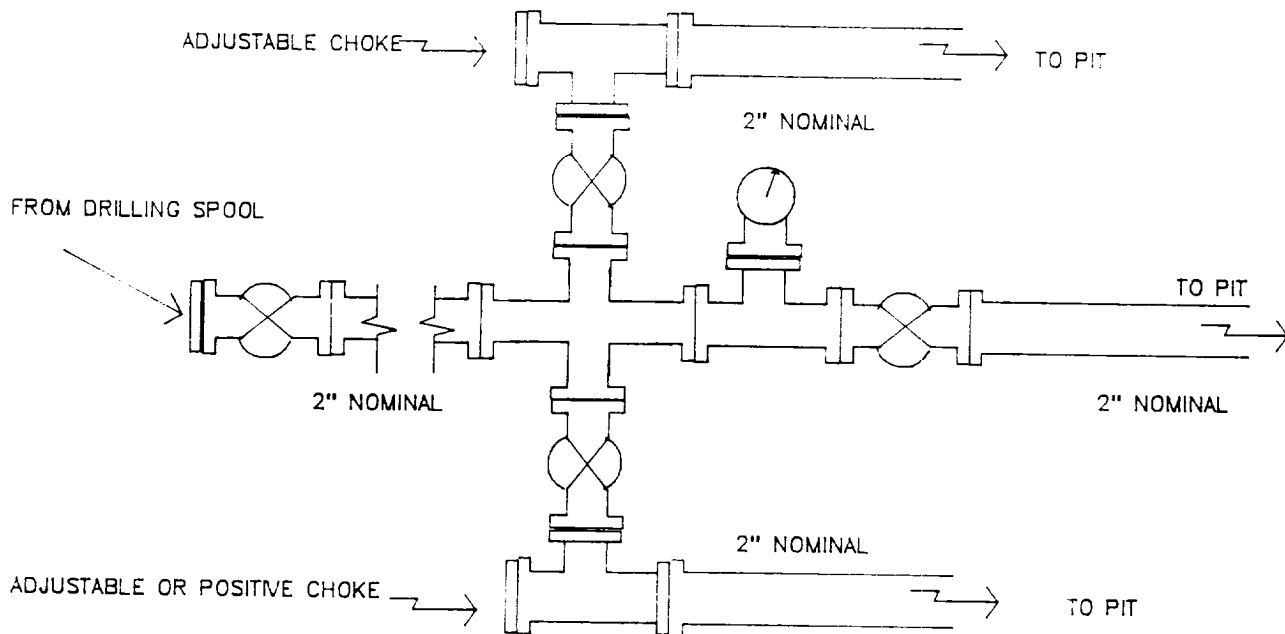 ADJUSTABLE CHOKE
TO PIT
2" NOMINAL
FROM DRILLING SPOOL
TO PIT
2" NOMINAL
2" NOMINAL
2" NOMINAL
ADJUSTABLE OR POSITIVE CHOKE
TO PIT